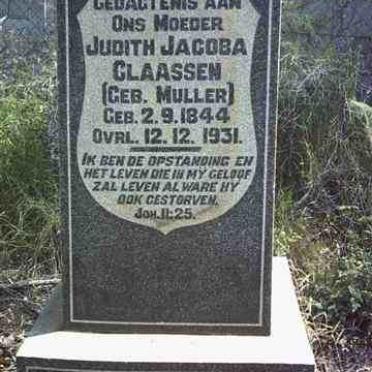 GEDACTENIS AAN
ONS MOEDER
JUDITH JACOBA
CLAASSEN
(GEB. MULLER)
GEB. 2.9.1844
OVRL. 12.12.1931.
IK BEN DE OPSTANDING EN
HET LEVEN DIE IN MY GELOOF
ZAL LEVEN AL WARE HY
OOK GESTORVEN.
JOH. 11:25.